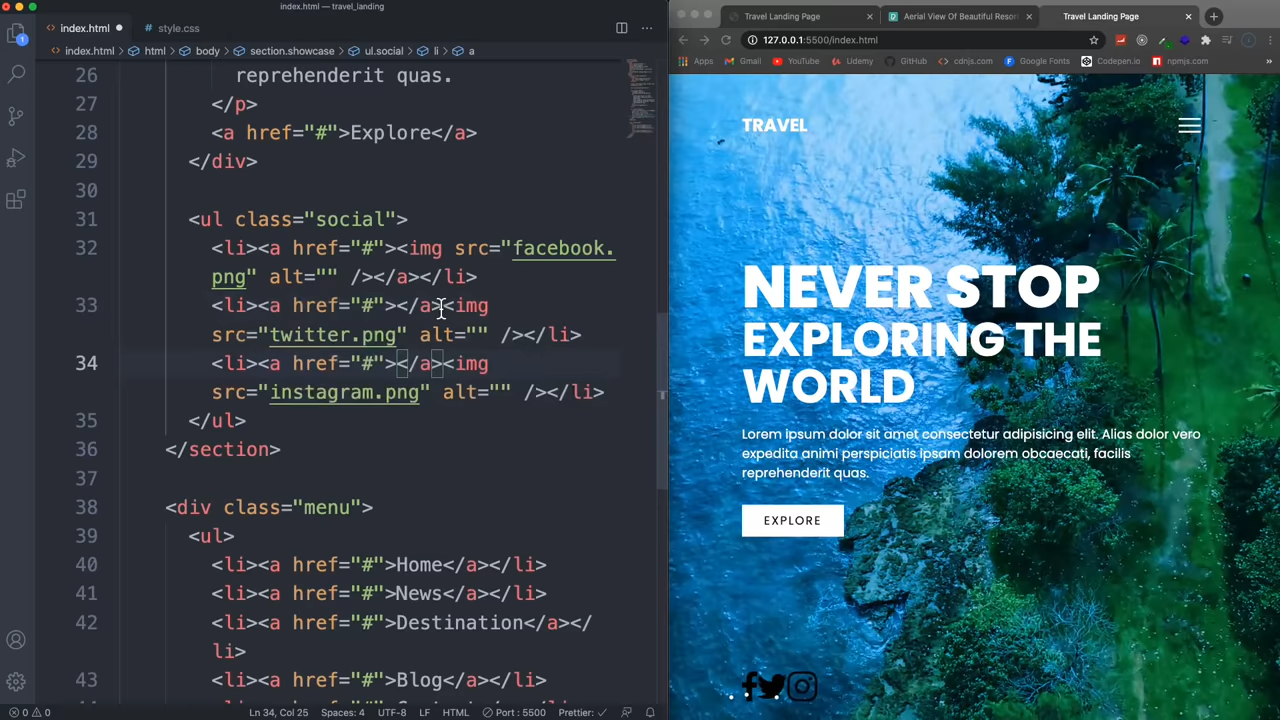 index.html — travel_landing
index.html
style.css
index.html > html > body > section.showcase > ul.social > li > a
26 reprehenderit quas.
27 </p>
28 <a href="#">Explore</a>
29 </div>
30
31 <ul class="social">
32 <li><a href="#"><img src="facebook.
png" alt="" /></a></li>
33 <li><a href="#"></a><img
src="twitter.png" alt="" /></li>
34 <li><a href="#"></a><img
src="instagram.png" alt="" /></li>
35 </ul>
36 </section>
37
38 <div class="menu">
39 <ul>
40 <li><a href="#">Home</a></li>
41 <li><a href="#">News</a></li>
42 <li><a href="#">Destination</a></
li>
43 <li><a href="#">Blog</a></li>
0 0
Ln 34, Col 25
Spaces: 4
UTF-8
LF
HTML
Port : 5500
Prettier: ✓
Travel Landing Page
Aerial View Of Beautiful Resor
Travel Landing Page
127.0.0.1:5500/index.html
Apps
Gmail
YouTube
Udemy
GitHub
cdnjs.com
Google Fonts
Codepen.io
npmjs.com
»
TRAVEL
NEVER STOP
EXPLORING THE
WORLD
Lorem ipsum dolor sit amet consectetur adipisicing elit. Alias dolor vero
expedita animi perspiciatis ipsam dolorem obcaecati, facilis
reprehenderit quas.
EXPLORE